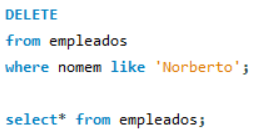 DELETE
from empleados
where nomem like 'Norberto';
select* from empleados;